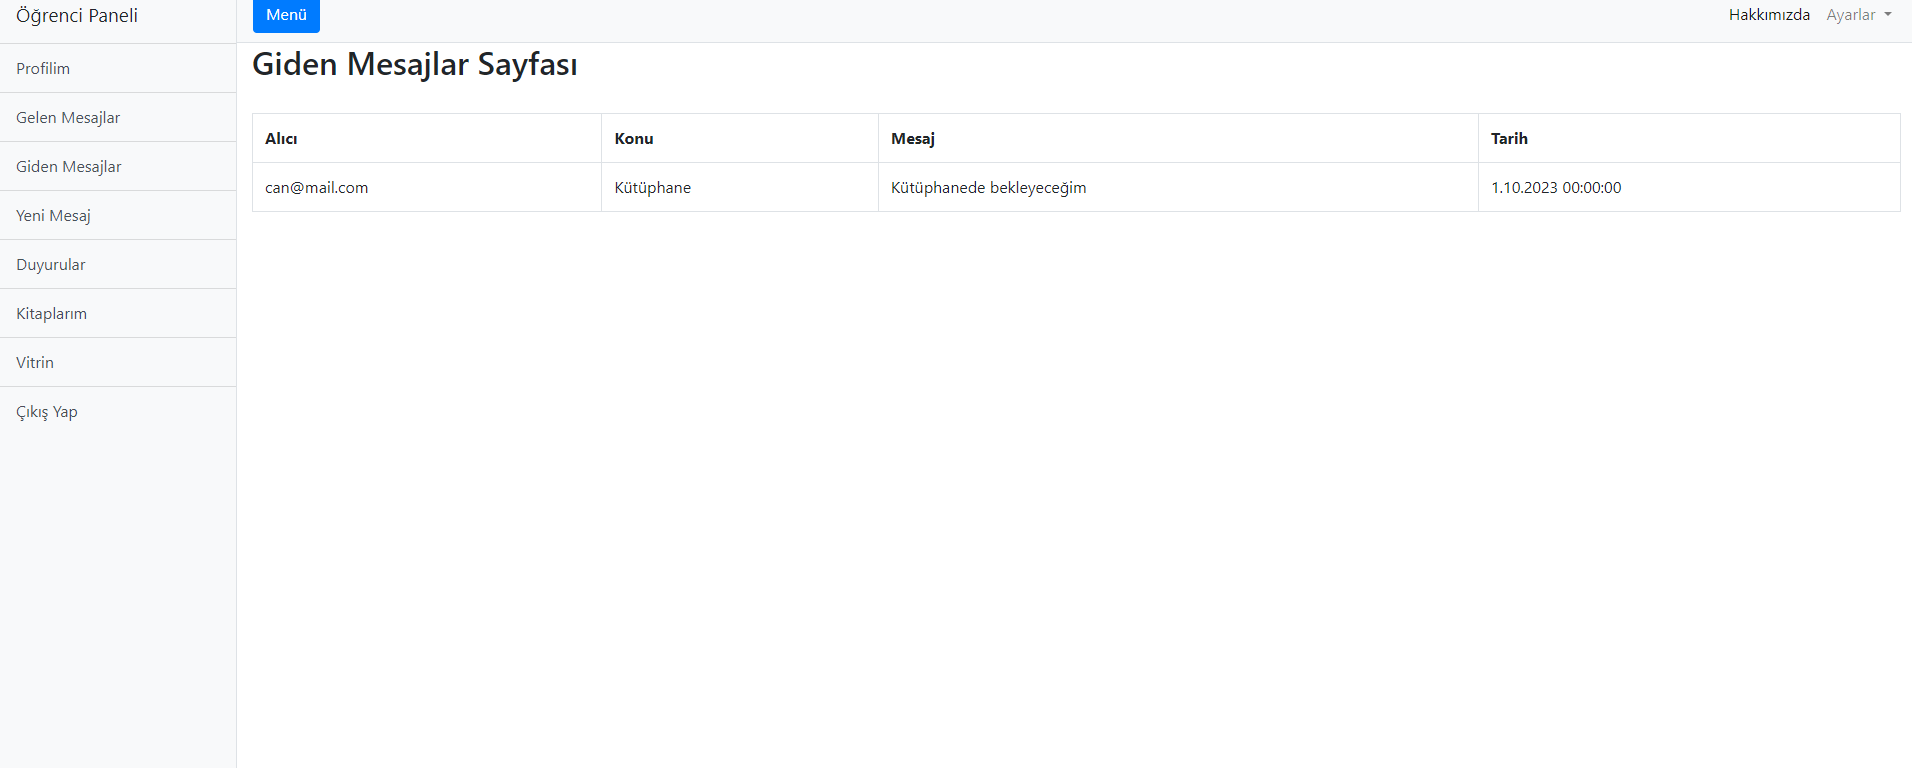 Öğrenci Paneli
Menü
Hakkımızda
Ayarlar
Profilim
Gelen Mesajlar
Giden Mesajlar
Yeni Mesaj
Duyurular
Kitaplarım
Vitrin
Çıkış Yap
Giden Mesajlar Sayfası
Alıcı Konu Mesaj Tarih
can@mail.com Kütüphane Kütüphanede bekleyeceğim 1.10.2023 00:00:00